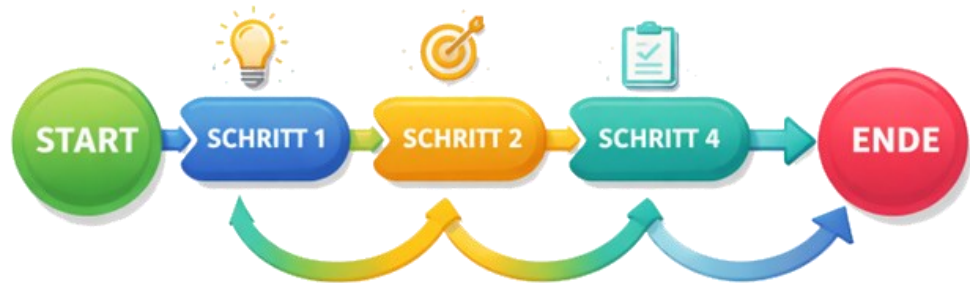 START
SCHRITT 1
SCHRITT 2
SCHRITT 4
ENDE